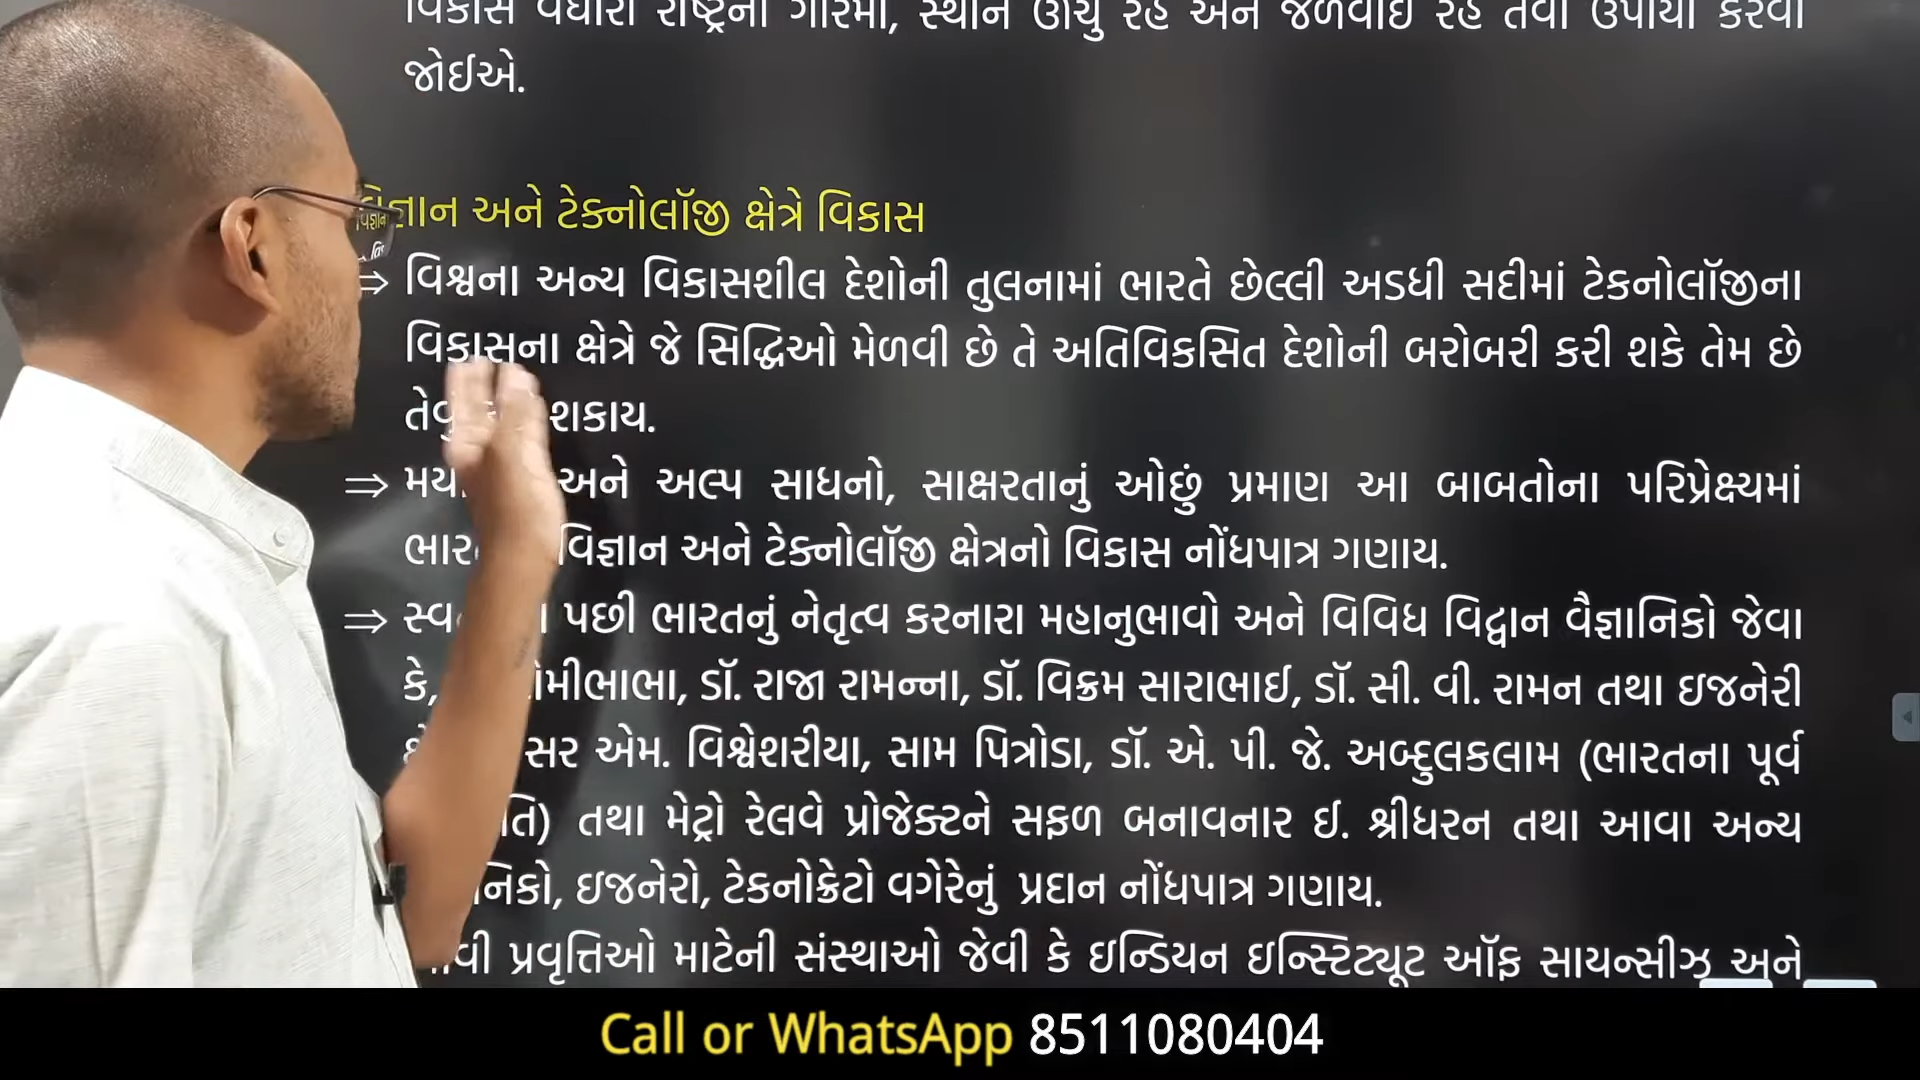 વિકાસ વધારી રાષ્ટ્રની ગરિમા, સ્થાન ઊંચું રહે અને જળવાઈ રહે તેવા ઉપાયો કરવા
જોઈએ.
વિજ્ઞાન અને ટેક્નોલૉજી ક્ષેત્રે વિકાસ
⇒ વિશ્વના અન્ય વિકાસશીલ દેશોની તુલનામાં ભારતે છેલ્લી અડધી સદીમાં ટેકનોલૉજીના
વિકાસના ક્ષેત્રે જે સિદ્ધિઓ મેળવી છે તે અતિવિકસિત દેશોની બરોબરી કરી શકે તેમ છે
શકાય.
⇒ અને અલ્પ સાધનો, સાક્ષરતાનું ઓછું પ્રમાણ આ બાબતોના પરિપ્રેક્ષ્યમાં
વિજ્ઞાન અને ટેક્નોલૉજી ક્ષેત્રનો વિકાસ નોંધપાત્ર ગણાય.
⇒ પછી ભારતનું નેતૃત્વ કરનારા મહાનુભાવો અને વિવિધ વિદ્વાન વૈજ્ઞાનિકો જેવા
કે, ડૉ. રાજા રામન્ના, ડૉ. વિક્રમ સારાભાઈ, ડૉ. સી. વી. રામન તથા ઇજનેરી
સર એમ. વિશ્વેશરીયા, સામ પિત્રોડા, ડૉ. એ. પી. જે. અબ્દુલકલામ (ભારતના પૂર્વ
તથા મેટ્રો રેલવે પ્રોજેક્ટને સફળ બનાવનાર ઈ. શ્રીધરન તથા આવા અન્ય
ઇજનેરો, ટેકનોક્રેટો વગેરેનું પ્રદાન નોંધપાત્ર ગણાય.
પ્રવૃત્તિઓ માટેની સંસ્થાઓ જેવી કે ઇન્ડિયન ઇન્સ્ટિટ્યૂટ ઑફ સાયન્સીઝ અને
Call or WhatsApp 8511080404